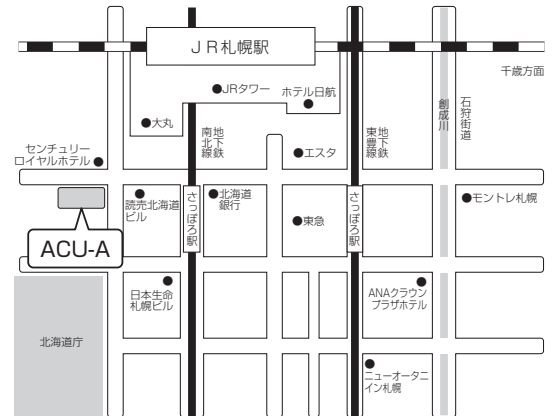 JR札幌駅
千歳方面
●JRタワー
ホテル日航
●大丸
地下鉄
南北線
地下鉄
東豊線
創成川
石狩街道
センチュリー
ロイヤルホテル●
●エスタ
読売北海道
ビル
さっぽろ駅
●北海道
銀行
●東急
さっぽろ駅
●モントレ札幌
ACU-A
日本生命
札幌ビル
ANAクラウン
プラザホテル
北海道庁
ニューオータニ
イン札幌